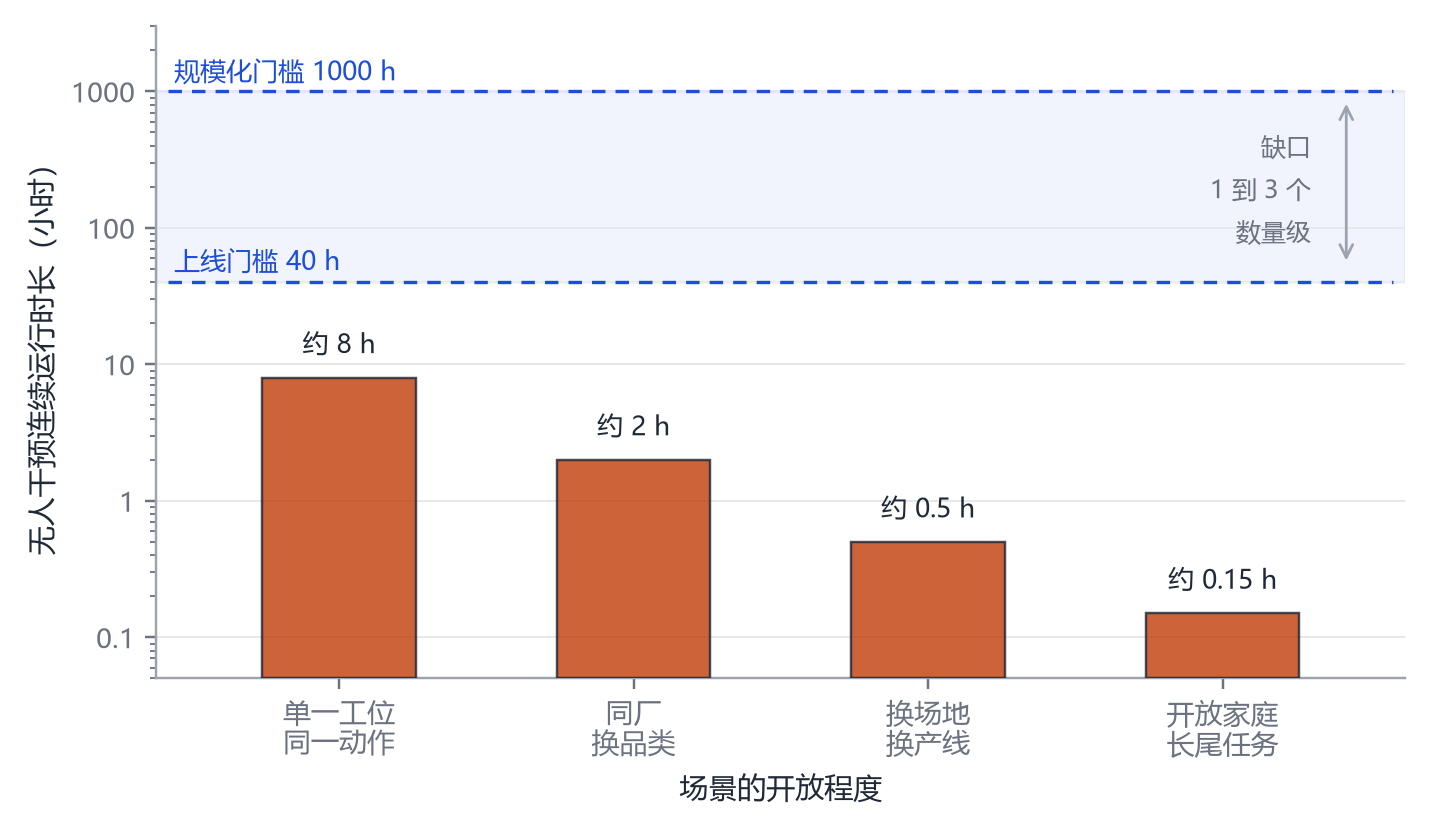 规模化门槛 1000 h
1000
缺口
1 到 3 个
数量级
100
上线门槛 40 h
无人干预连续运行时长（小时）
约 8 h
10
约 2 h
1
约 0.5 h
约 0.15 h
0.1
单一工位
同一动作
同厂
换品类
换场地
换产线
开放家庭
长尾任务
场景的开放程度